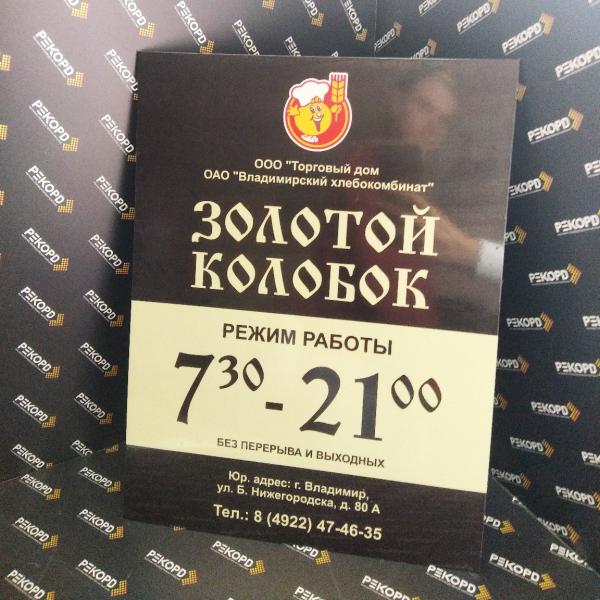 ООО "Торговый дом
ОАО "Владимирский хлебокомбинат"
ЗОЛОТОЙ
КОЛОБОК
РЕЖИМ РАБОТЫ
7³⁰ - 21⁰⁰
БЕЗ ПЕРЕРЫВА И ВЫХОДНЫХ
Юр. адрес: г. Владимир,
ул. Б. Нижегородска, д. 80 А
Тел.: 8 (4922) 47-46-35
РЕКОРD